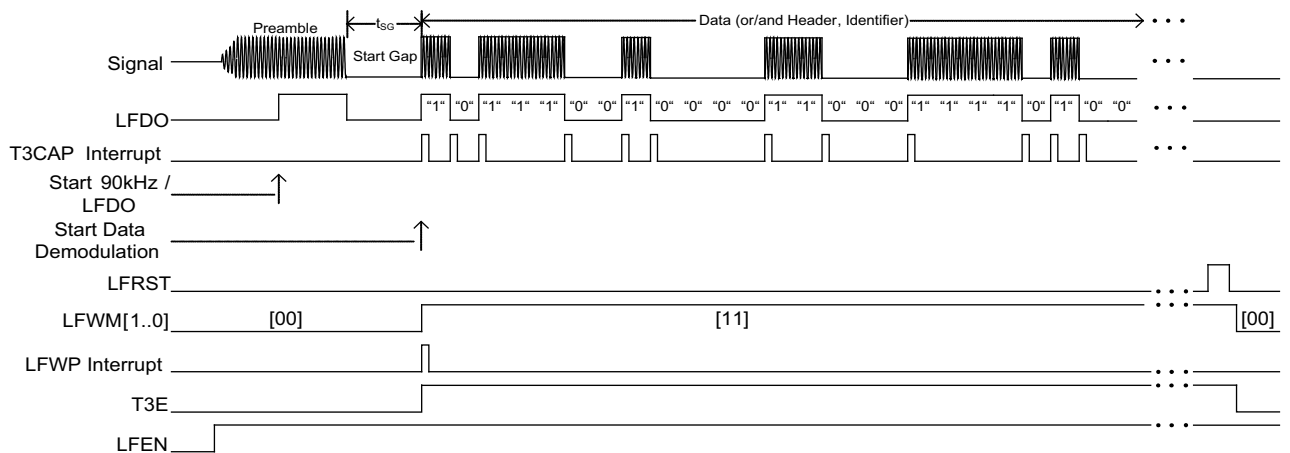 Preamble
t_SG
Data (or/and Header, Identifier)
Signal
Start Gap
LFDO "1" "0" "1" "1" "1" "0" "0" "1" "0" "0" "0" "0" "1" "1" "0" "0" "0" "1" "1" "1" "1" "0" "1" "0" "0"
T3CAP Interrupt
Start 90kHz /
LFDO
Start Data
Demodulation
LFRST
LFWM[1..0] [00] [11] [00]
LFWP Interrupt
T3E
LFEN